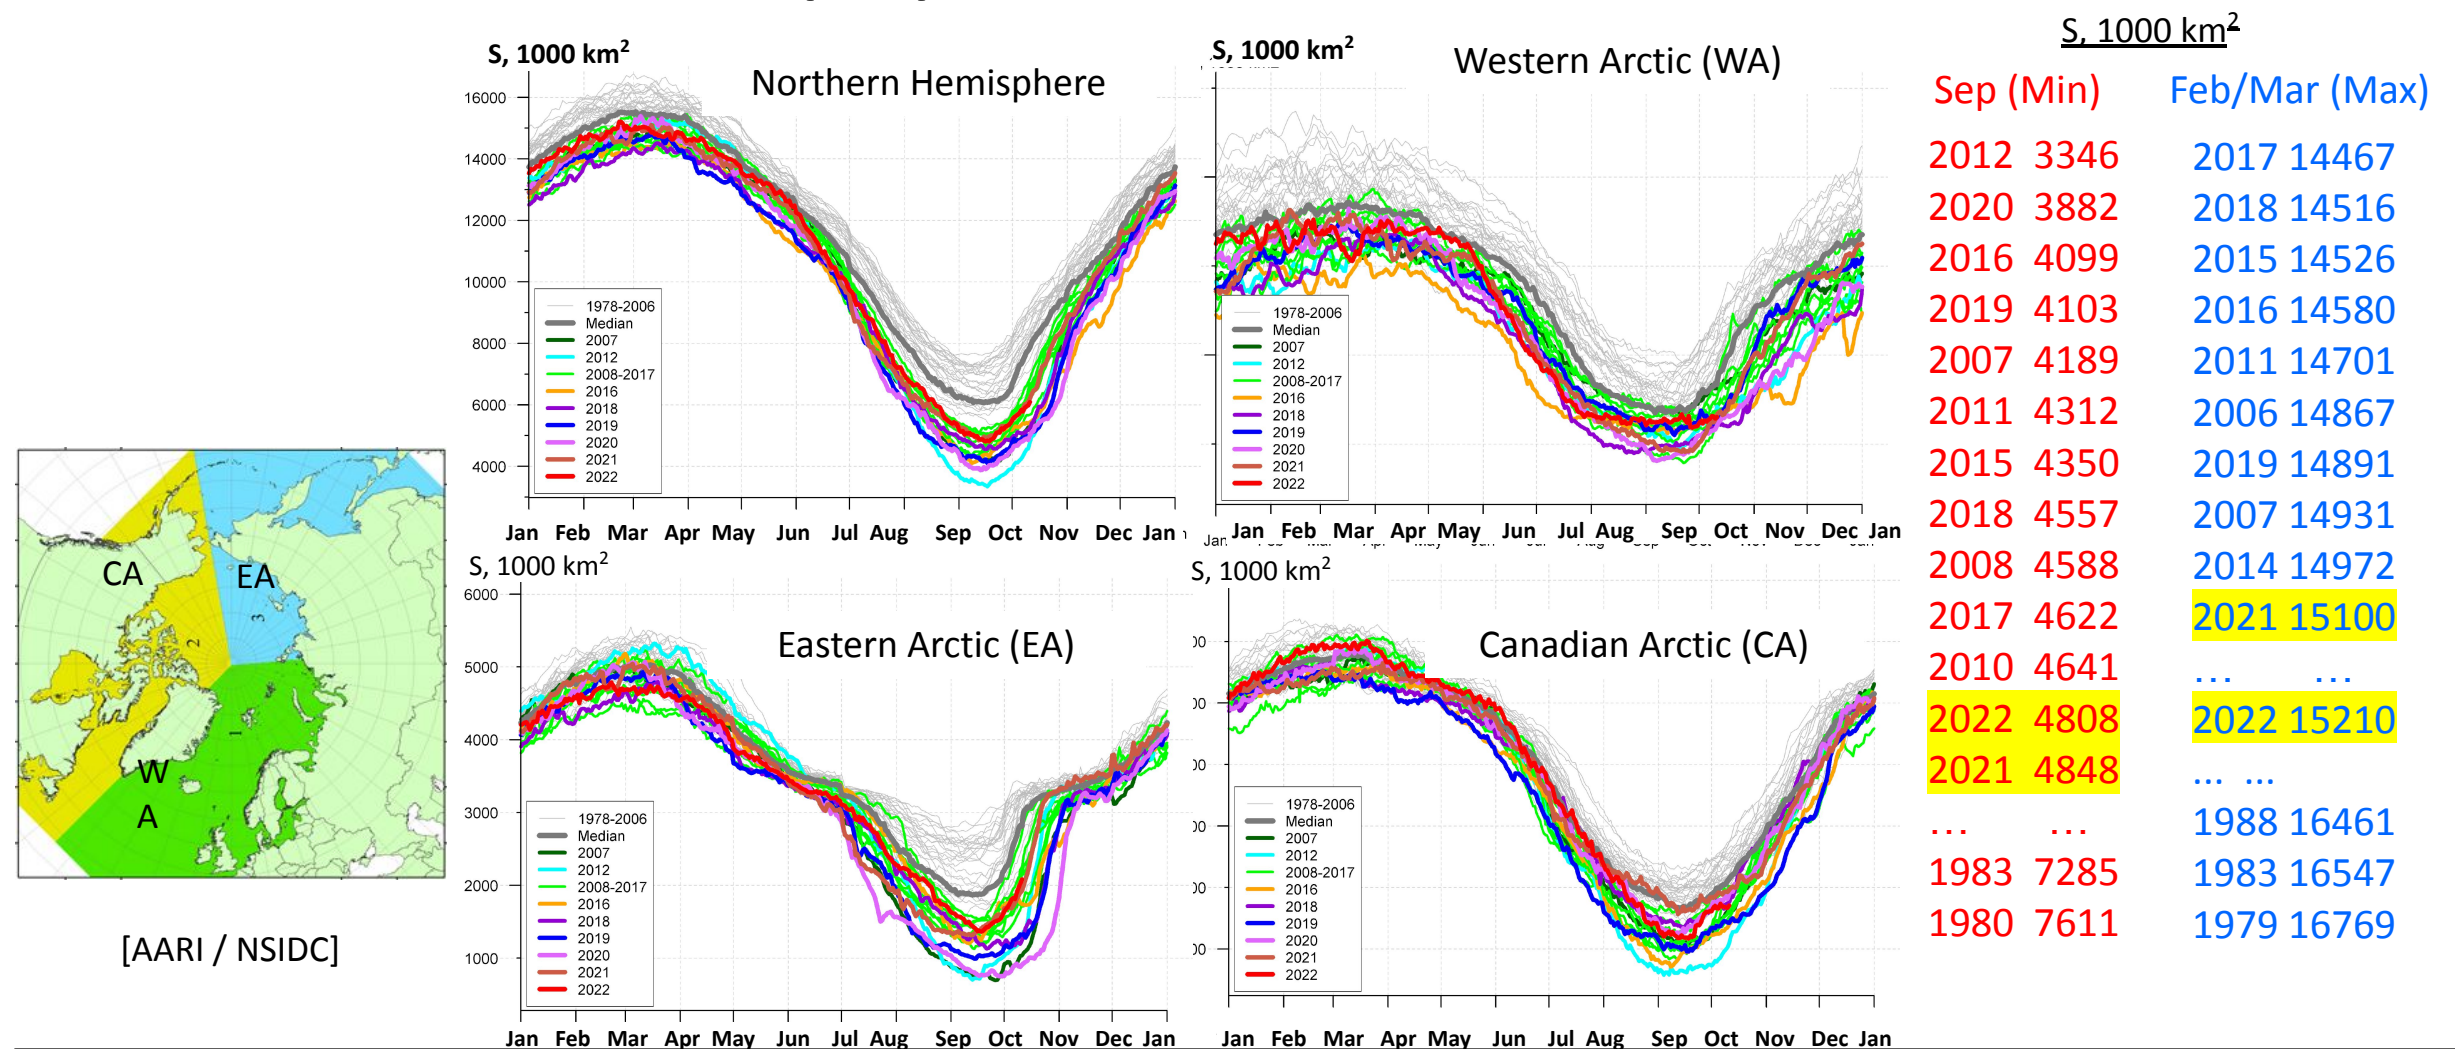 S, 1000 km²
Northern Hemisphere
16000
14000
12000
10000
8000
6000
4000
1978-2006
Median
2007
2012
2008-2017
2016
2018
2019
2020
2021
2022
Jan Feb Mar Apr May Jun Jul Aug Sep Oct Nov Dec Jan
S, 1000 km²
Western Arctic (WA)
1978-2006
Median
2007
2012
2008-2017
2016
2018
2019
2020
2021
2022
Jan Feb Mar Apr May Jun Jul Aug Sep Oct Nov Dec Jan
CA
EA
2
3
1
W
A
[AARI / NSIDC]
S, 1000 km²
Eastern Arctic (EA)
6000
5000
4000
3000
2000
1000
1978-2006
Median
2007
2012
2008-2017
2016
2018
2019
2020
2021
2022
Jan Feb Mar Apr May Jun Jul Aug Sep Oct Nov Dec Jan
S, 1000 km²
Canadian Arctic (CA)
1978-2006
Median
2007
2012
2008-2017
2016
2018
2019
2020
2021
2022
Jan Feb Mar Apr May Jun Jul Aug Sep Oct Nov Dec Jan
S, 1000 km²
Sep (Min) Feb/Mar (Max)
2012 3346 2017 14467
2020 3882 2018 14516
2016 4099 2015 14526
2019 4103 2016 14580
2007 4189 2011 14701
2011 4312 2006 14867
2015 4350 2019 14891
2018 4557 2007 14931
2008 4588 2014 14972
2017 4622 2021 15100
2010 4641 ... ...
2022 4808 2022 15210
2021 4848 ... ...
... ... 1988 16461
1983 7285 1983 16547
1980 7611 1979 16769